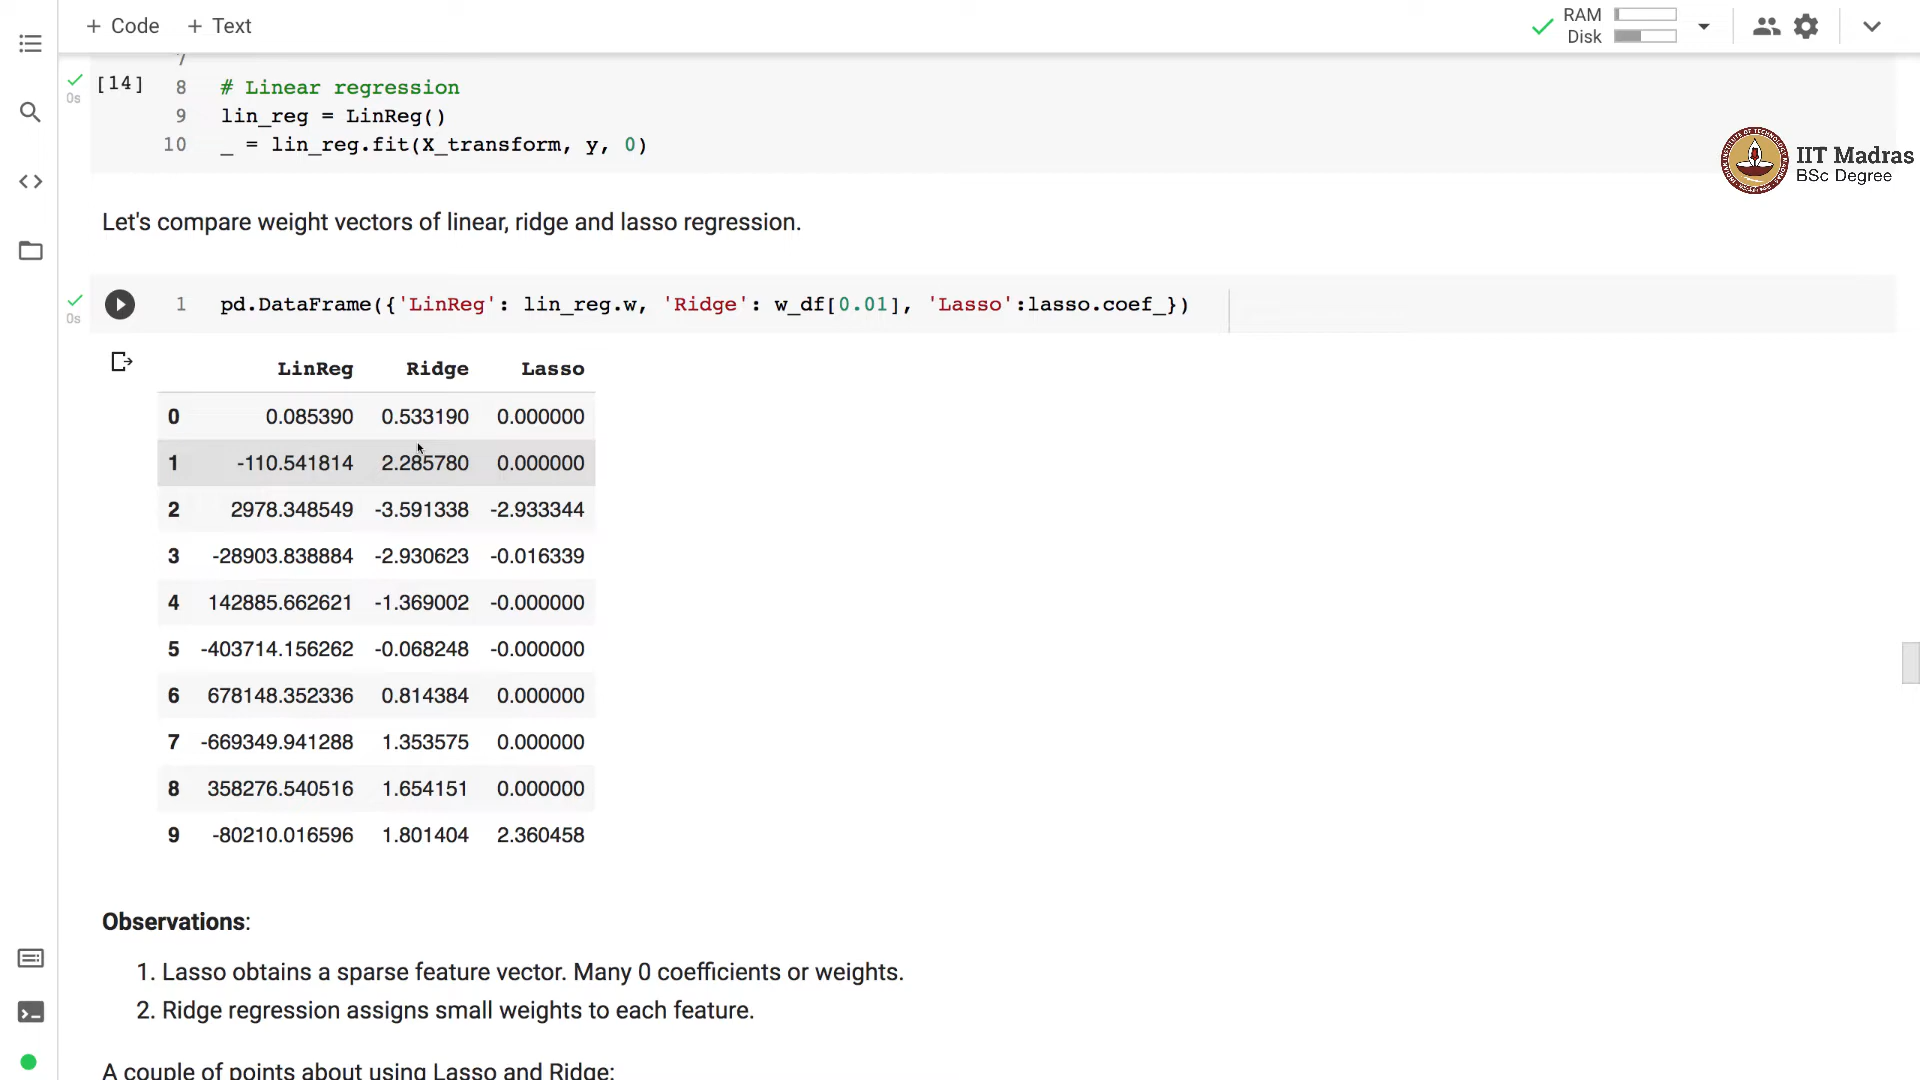 + Code + Text
RAM
Disk
7
[14] 8 # Linear regression
0s
9 lin_reg = LinReg()
10 _ = lin_reg.fit(X_transform, y, 0)
IIT Madras
BSc Degree
Let's compare weight vectors of linear, ridge and lasso regression.
1 pd.DataFrame({'LinReg': lin_reg.w, 'Ridge': w_df[0.01], 'Lasso':lasso.coef_})
0s
LinReg Ridge Lasso
0 0.085390 0.533190 0.000000
1 -110.541814 2.285780 0.000000
2 2978.348549 -3.591338 -2.933344
3 -28903.838884 -2.930623 -0.016339
4 142885.662621 -1.369002 -0.000000
5 -403714.156262 -0.068248 -0.000000
6 678148.352336 0.814384 0.000000
7 -669349.941288 1.353575 0.000000
8 358276.540516 1.654151 0.000000
9 -80210.016596 1.801404 2.360458
Observations:
1. Lasso obtains a sparse feature vector. Many 0 coefficients or weights.
2. Ridge regression assigns small weights to each feature.
A couple of points about using Lasso and Ridge: